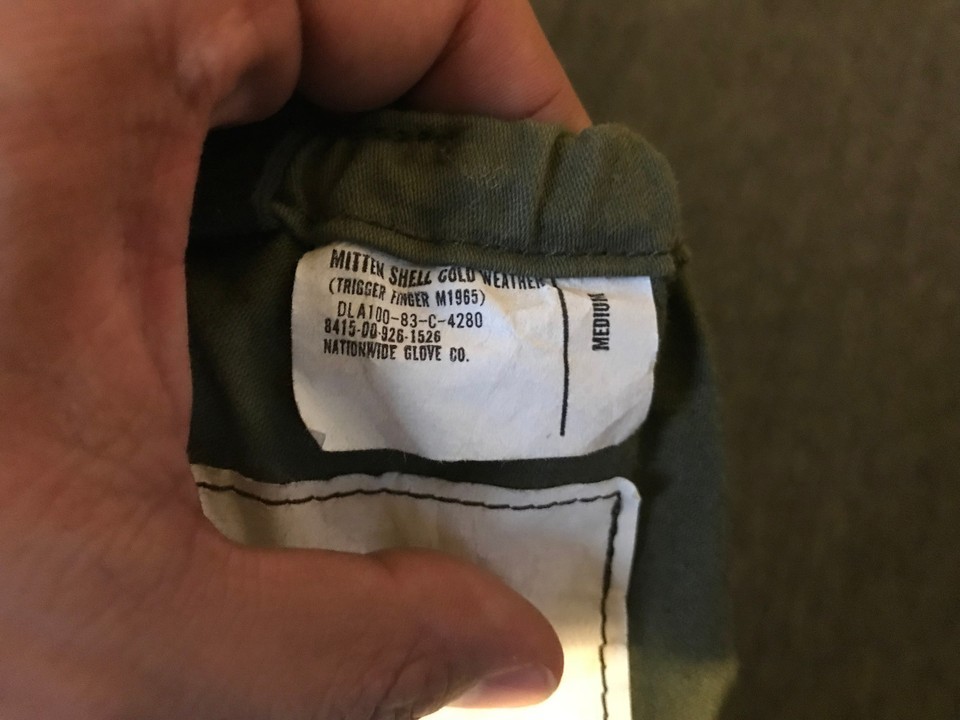 MITTEN SHELL COLD WEATHER
(TRIGGER FINGER M1965)
DLA100-83-C-4280
8415-00-926-1526
NATIONWIDE GLOVE CO.
MEDIUM